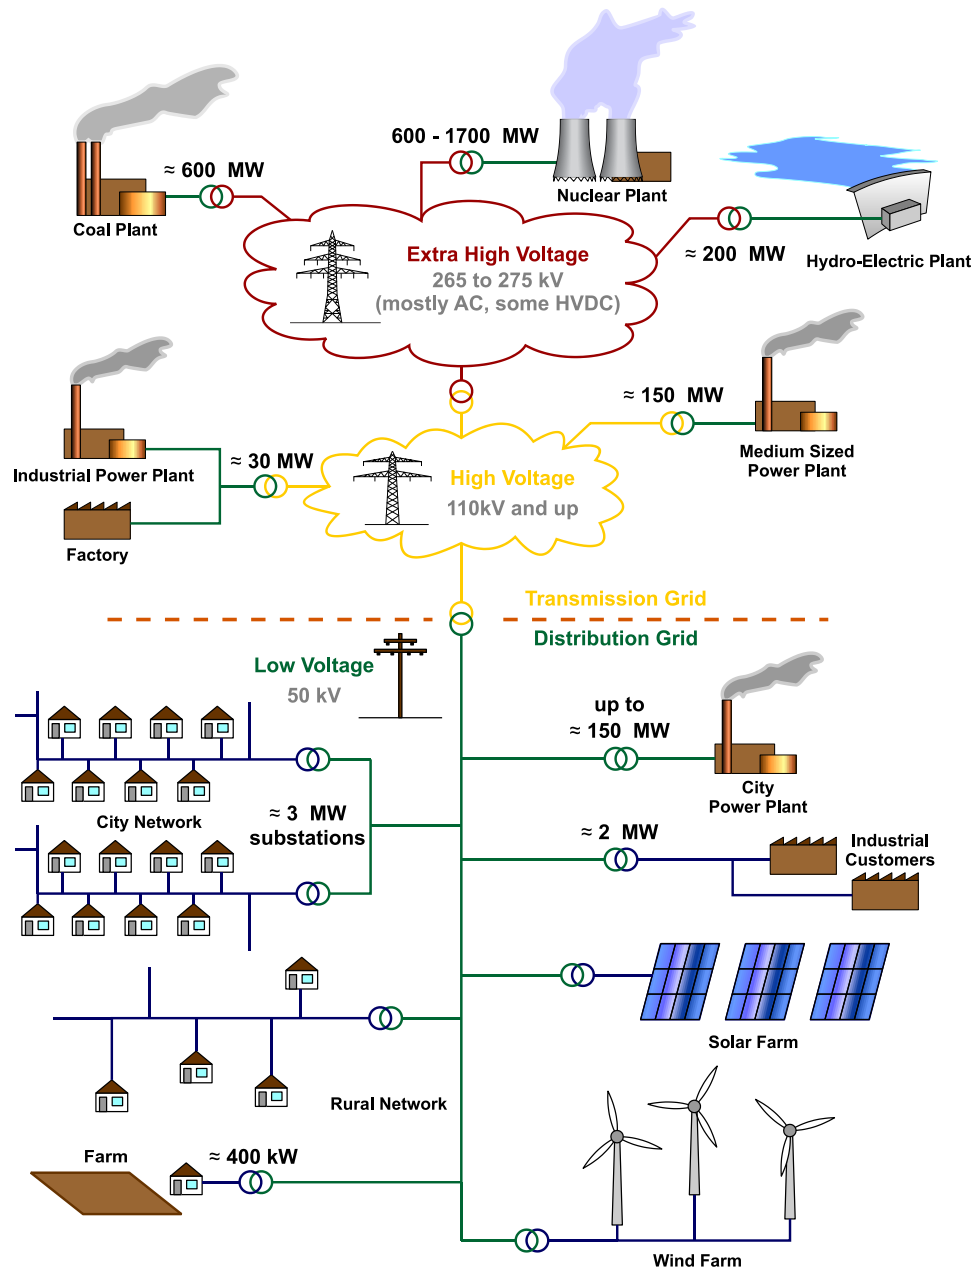 600 - 1700 MW
≈ 600 MW
Nuclear Plant
Coal Plant
Extra High Voltage
265 to 275 kV
(mostly AC, some HVDC)
≈ 200 MW
Hydro-Electric Plant
≈ 150 MW
Medium Sized
Power Plant
Industrial Power Plant
≈ 30 MW
High Voltage
110kV and up
Factory
Transmission Grid
Distribution Grid
Low Voltage
50 kV
up to
≈ 150 MW
City
Power Plant
City Network
≈ 3 MW
substations
≈ 2 MW
Industrial
Customers
Solar Farm
Rural Network
Farm
≈ 400 kW
Wind Farm